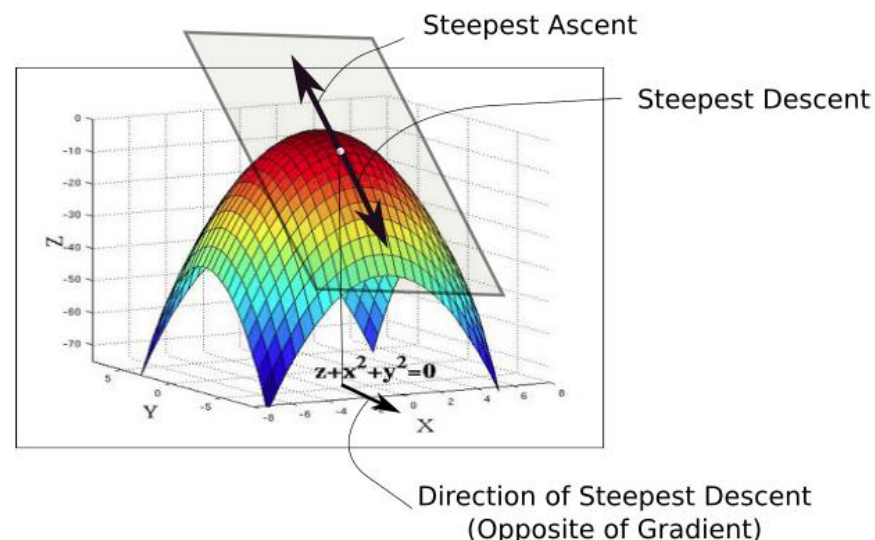 Steepest Ascent
Steepest Descent
0
-10
-20
-30
-40
-50
-60
-70
Z
z+x²+y²=0
5
0
-5
Y
-8
-6
-4
0
2
4
6
8
X
Direction of Steepest Descent
(Opposite of Gradient)